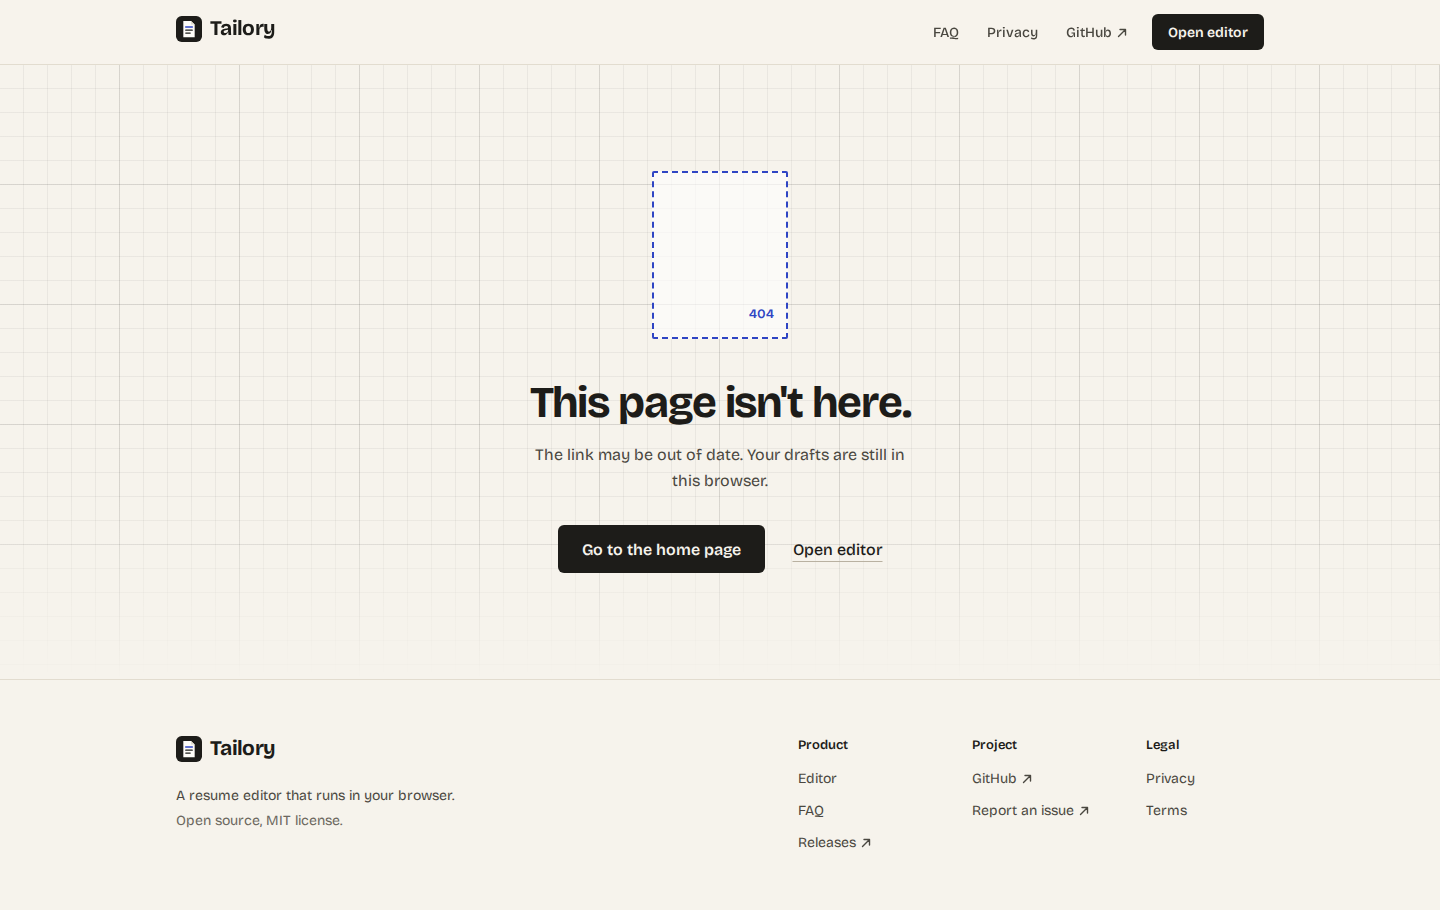 Tailory
FAQ
Privacy
GitHub ↗
Open editor
404
This page isn't here.
The link may be out of date. Your drafts are still in
this browser.
Go to the home page
Open editor
Tailory
A resume editor that runs in your browser.
Open source, MIT license.
Product
Editor
FAQ
Releases ↗
Project
GitHub ↗
Report an issue ↗
Legal
Privacy
Terms